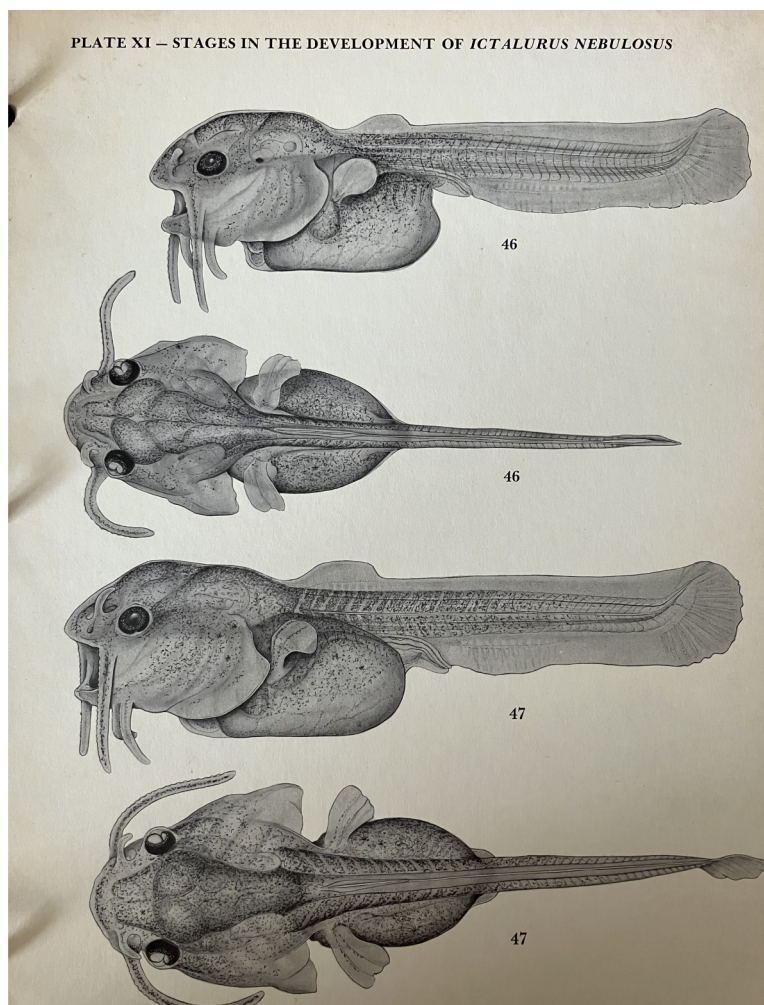 PLATE XI — STAGES IN THE DEVELOPMENT OF ICTALURUS NEBULOSUS
46
46
47
47